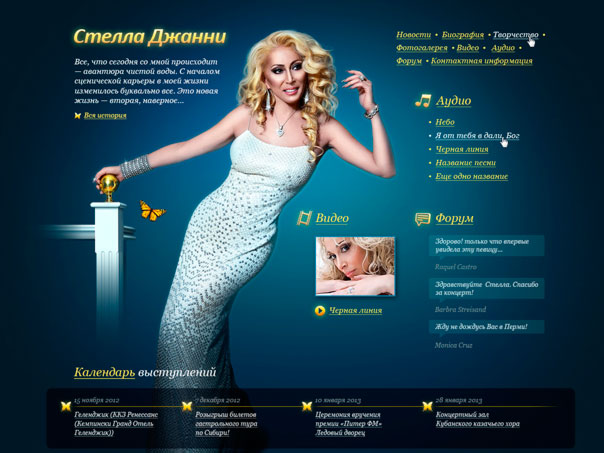 Стелла Джанни
Все, что сегодня со мной происходит
— авантюра чистой воды. С началом
сценической карьеры в моей жизни
изменилось буквально все. Это новая
жизнь — вторая, наверное...
Вся история
Новости • Биография • Творчество •
Фотогалерея • Видео • Аудио •
Форум • Контактная информация
Аудио
• Небо
• Я от тебя в дали, Бог
• Черная линия
• Название песни
• Еще одно название
Видео
Черная линия
Форум
Здорово! только что впервые
увидела эту певицу...
Raquel Castro
Здравствуйте Стелла. Спасибо
за концерт!
Barbra Streisand
Жду не дождусь Вас в Перми!
Monica Cruz
Календарь выступлений
15 ноября 2012
Геленджик (ККЗ Ренессанс
(Кемпински Гранд Отель
Геленджик))
7 декабря 2012
Розыгрыш билетов
гастрольного тура
по Сибири!
10 января 2013
Церемония вручения
премии «Питер ФМ»
Ледовый дворец
28 января 2013
Концертный зал
Кубанского казачьего хора